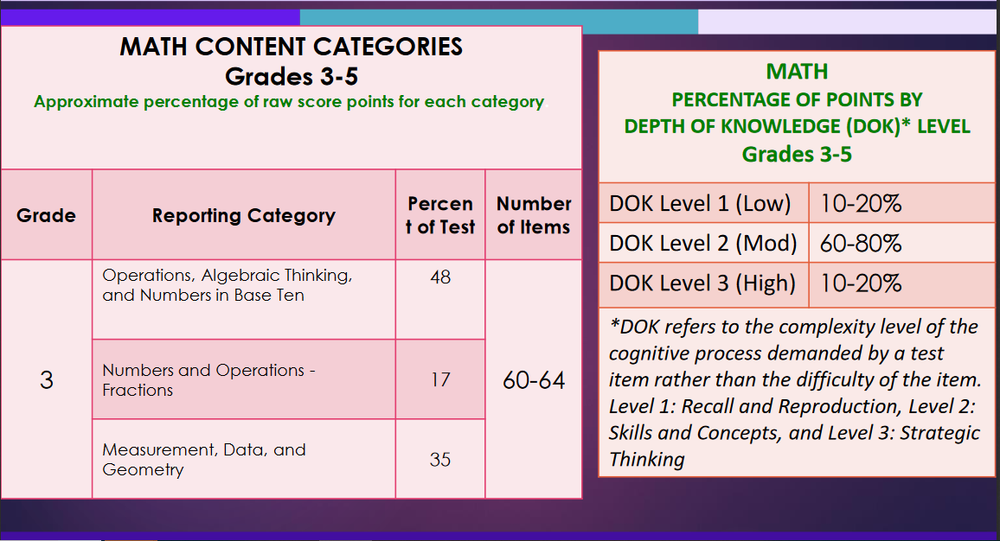 MATH CONTENT CATEGORIES
Grades 3-5
Approximate percentage of raw score points for each category
Grade
Reporting Category
Percen
t of Test
Number
of Items
3
Operations, Algebraic Thinking,
and Numbers in Base Ten
48
Numbers and Operations -
Fractions
17
Measurement, Data, and
Geometry
35
60-64
MATH
PERCENTAGE OF POINTS BY
DEPTH OF KNOWLEDGE (DOK)* LEVEL
Grades 3-5
DOK Level 1 (Low)
10-20%
DOK Level 2 (Mod)
60-80%
DOK Level 3 (High)
10-20%
*DOK refers to the complexity level of the
cognitive process demanded by a test
item rather than the difficulty of the item.
Level 1: Recall and Reproduction, Level 2:
Skills and Concepts, and Level 3: Strategic
Thinking